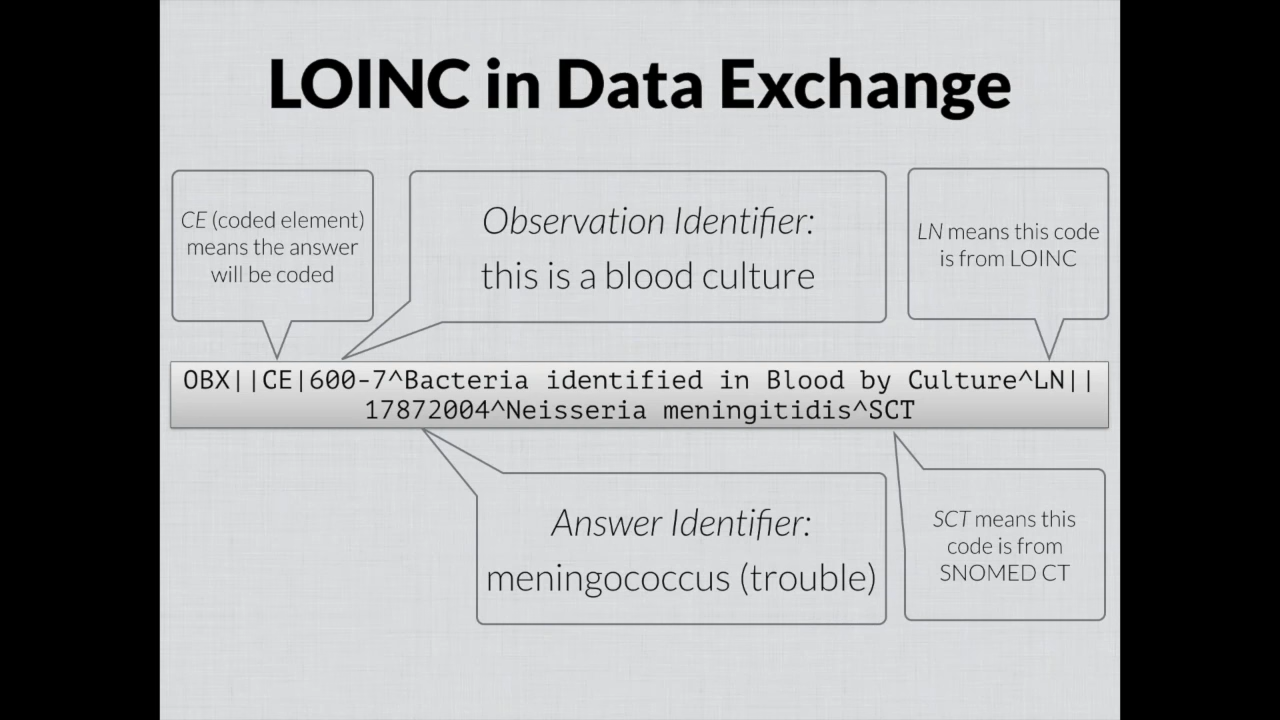 LOINC in Data Exchange
CE (coded element)
means the answer
will be coded
Observation Identifier:
this is a blood culture
LN means this code
is from LOINC
OBX||CE|600-7^Bacteria identified in Blood by Culture^LN||
17872004^Neisseria meningitidis^SCT
Answer Identifier:
meningococcus (trouble)
SCT means this
code is from
SNOMED CT